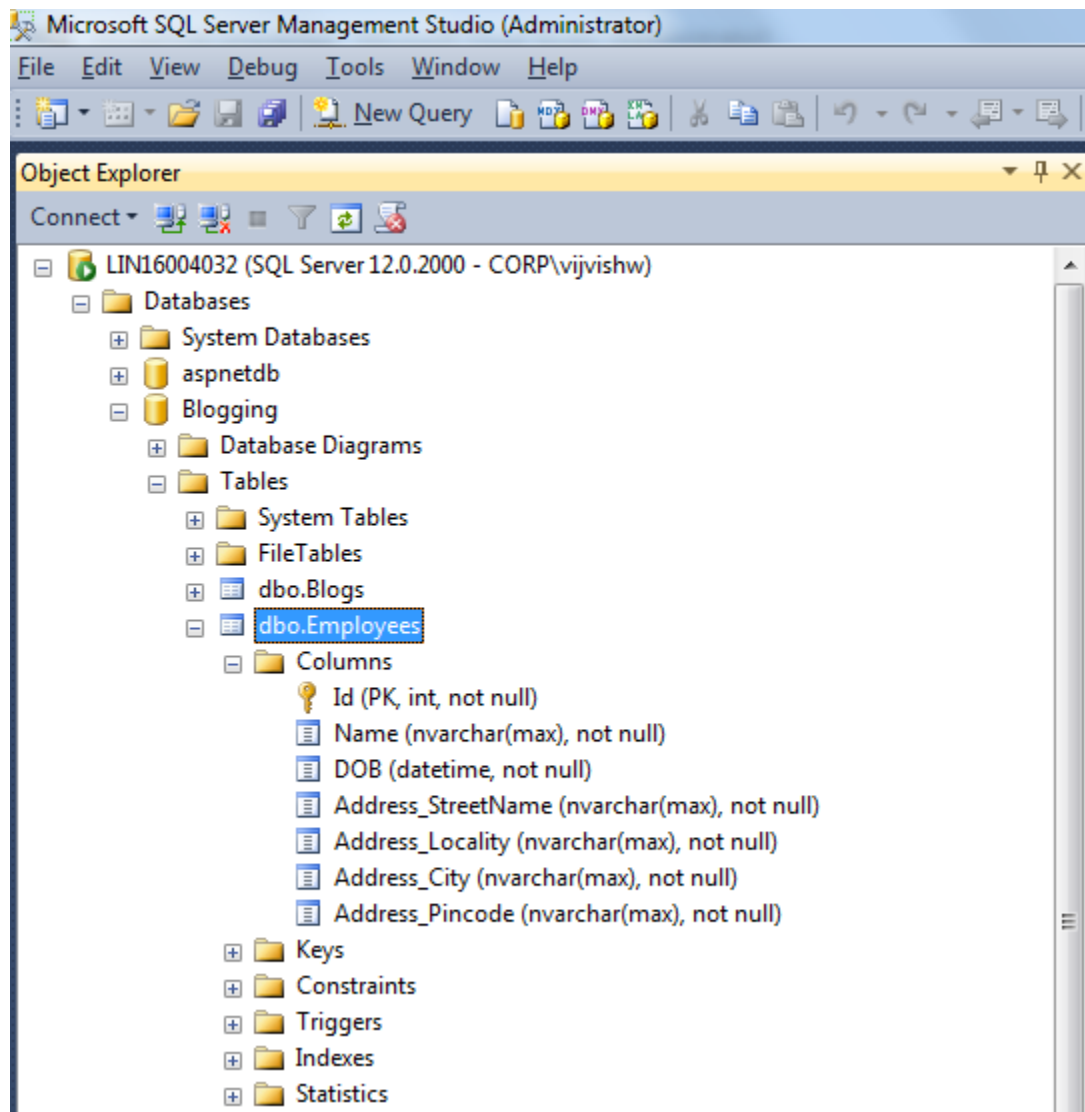 Microsoft SQL Server Management Studio (Administrator)
File Edit View Debug Tools Window Help
New Query
Object Explorer
Connect
LIN16004032 (SQL Server 12.0.2000 - CORP\vijvishw)
Databases
System Databases
aspnetdb
Blogging
Database Diagrams
Tables
System Tables
FileTables
dbo.Blogs
dbo.Employees
Columns
Id (PK, int, not null)
Name (nvarchar(max), not null)
DOB (datetime, not null)
Address_StreetName (nvarchar(max), not null)
Address_Locality (nvarchar(max), not null)
Address_City (nvarchar(max), not null)
Address_Pincode (nvarchar(max), not null)
Keys
Constraints
Triggers
Indexes
Statistics